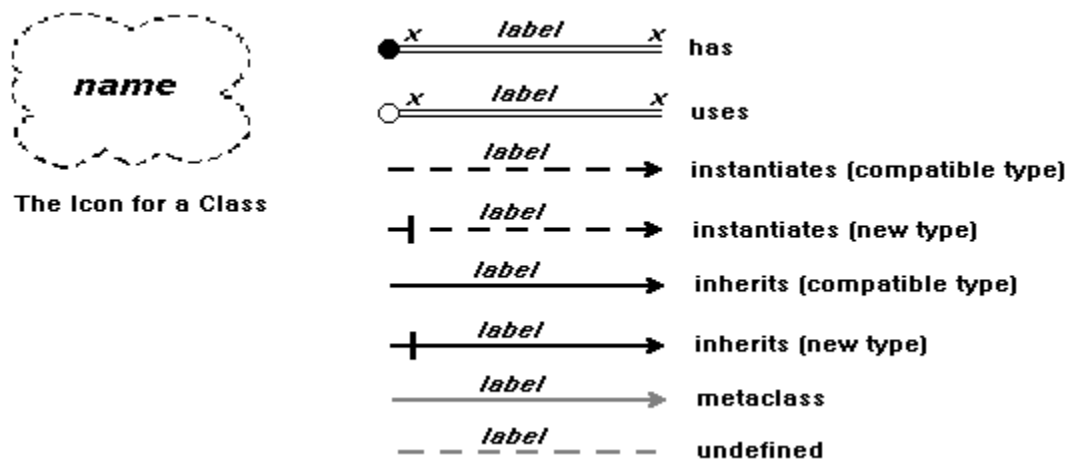 name
The Icon for a Class
x label x
has
x label x
uses
label
instantiates (compatible type)
label
instantiates (new type)
label
inherits (compatible type)
label
inherits (new type)
label
metaclass
label
undefined